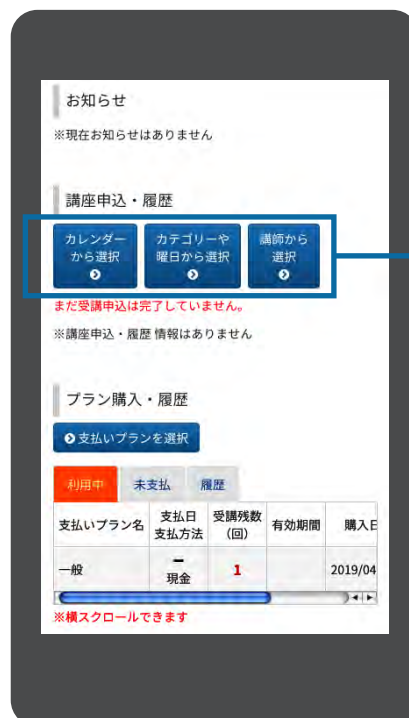 お知らせ
※現在お知らせはありません
講座申込・履歴
カレンダー
から選択
カテゴリーや
曜日から選択
講師から
選択
まだ受講申込は完了していません。
※講座申込・履歴 情報はありません
プラン購入・履歴
支払いプランを選択
利用中 未支払 履歴
支払いプラン名 支払日 支払方法 受講残数 (回) 有効期間 購入日
一般 ー 現金 1 2019/04
※横スクロールできます